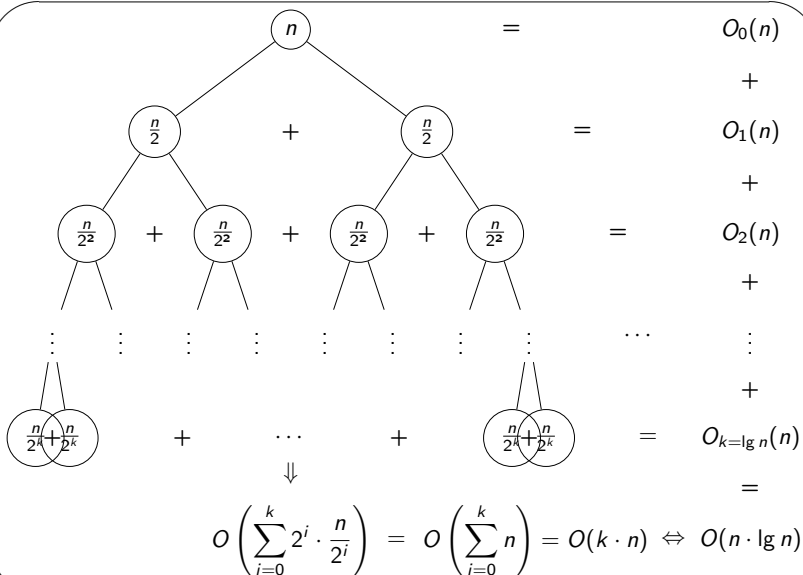 n = O₀(n)
+
n/2 + n/2 = O₁(n)
+
n/2² + n/2² + n/2² + n/2² = O₂(n)
+
⋮ ⋮ ⋮ ⋮ ⋮ ⋮ ⋮ ⋮ ⋯ ⋮
+
n/2ᵏ + n/2ᵏ + ⋯ + n/2ᵏ + n/2ᵏ = O_{k=lg n}(n)
⇓ =
O(∑_{i=0}^{k} 2ⁱ · n/2ⁱ) = O(∑_{i=0}^{k} n) = O(k · n) ⇔ O(n · lg n)